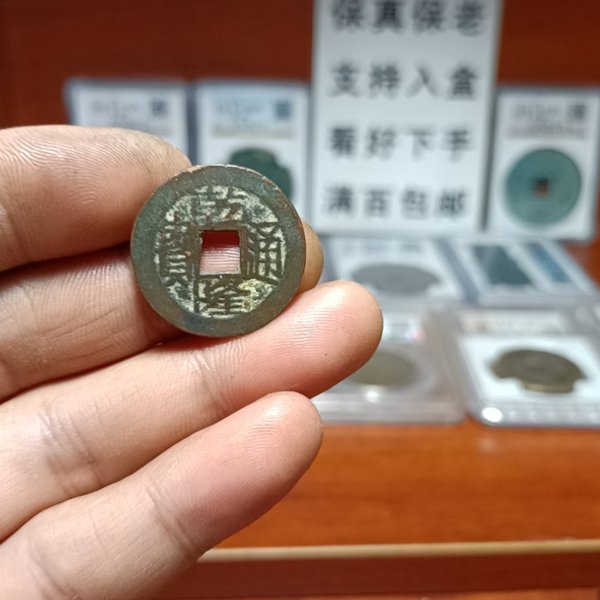 保真保老
支持入盒
看好下手
满百包邮
乾隆通寶